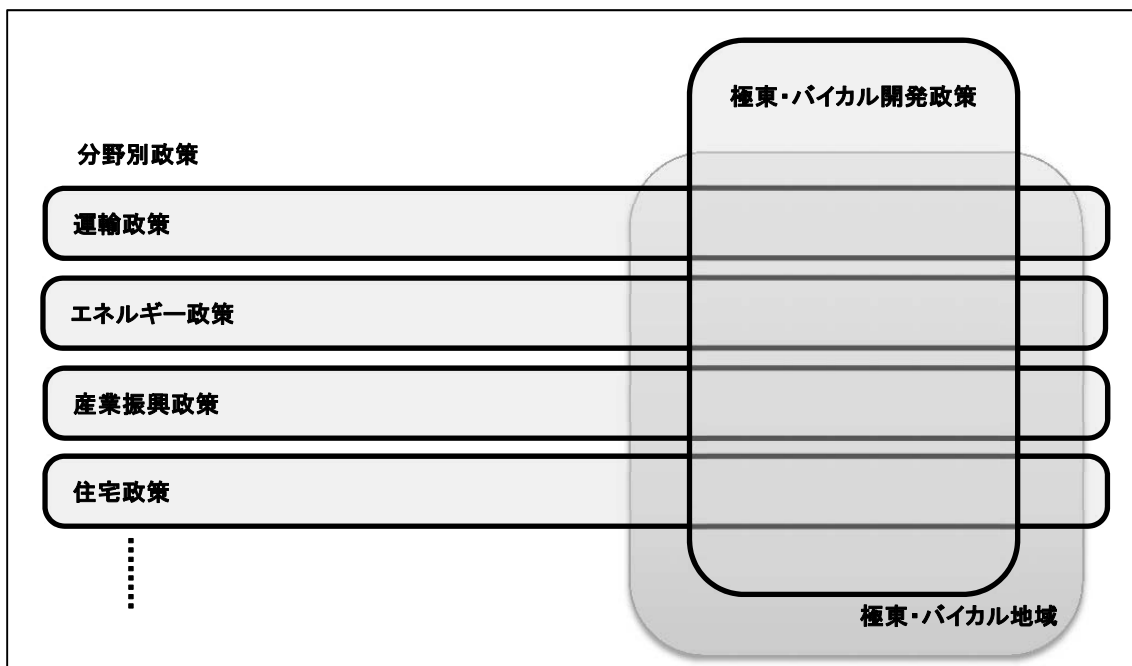 極東・バイカル開発政策
分野別政策
運輸政策
エネルギー政策
産業振興政策
住宅政策
極東・バイカル地域